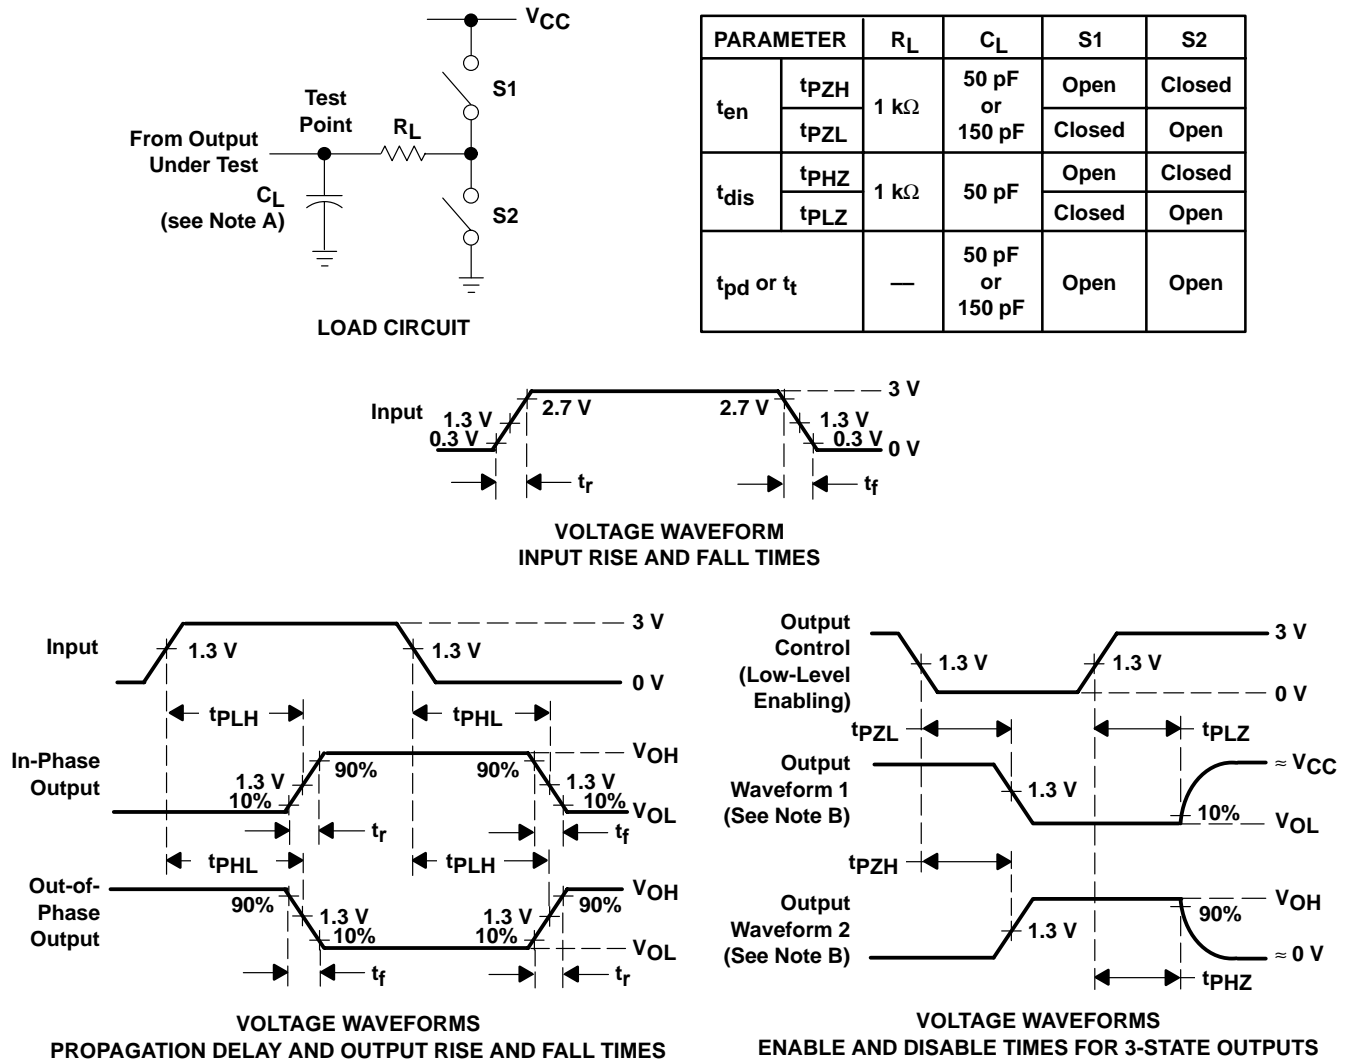 VCC
S1
Test
Point
RL
From Output
Under Test
CL
(see Note A)
S2
LOAD CIRCUIT
PARAMETER RL CL S1 S2
ten tPZH 1 kΩ 50 pF or 150 pF Open Closed
tPZL Closed Open
tdis tPHZ 1 kΩ 50 pF Open Closed
tPLZ Closed Open
tpd or tt — 50 pF or 150 pF Open Open
Input
1.3 V
0.3 V
2.7 V
2.7 V
3 V
1.3 V
0.3 V
0 V
tr
tf
VOLTAGE WAVEFORM
INPUT RISE AND FALL TIMES
Input
1.3 V
1.3 V
3 V
0 V
tPLH
tPHL
In-Phase
Output
1.3 V
10%
90%
90%
1.3 V
10%
VOH
VOL
tr
tf
tPHL
tPLH
Out-of-
Phase
Output
90%
1.3 V
10%
1.3 V
10%
90%
VOH
VOL
tf
tr
VOLTAGE WAVEFORMS
PROPAGATION DELAY AND OUTPUT RISE AND FALL TIMES
Output
Control
(Low-Level
Enabling)
1.3 V
1.3 V
3 V
0 V
tPZL
tPLZ
Output
Waveform 1
(See Note B)
1.3 V
10%
≈ VCC
VOL
tPZH
Output
Waveform 2
(See Note B)
1.3 V
90%
VOH
≈ 0 V
tPHZ
VOLTAGE WAVEFORMS
ENABLE AND DISABLE TIMES FOR 3-STATE OUTPUTS